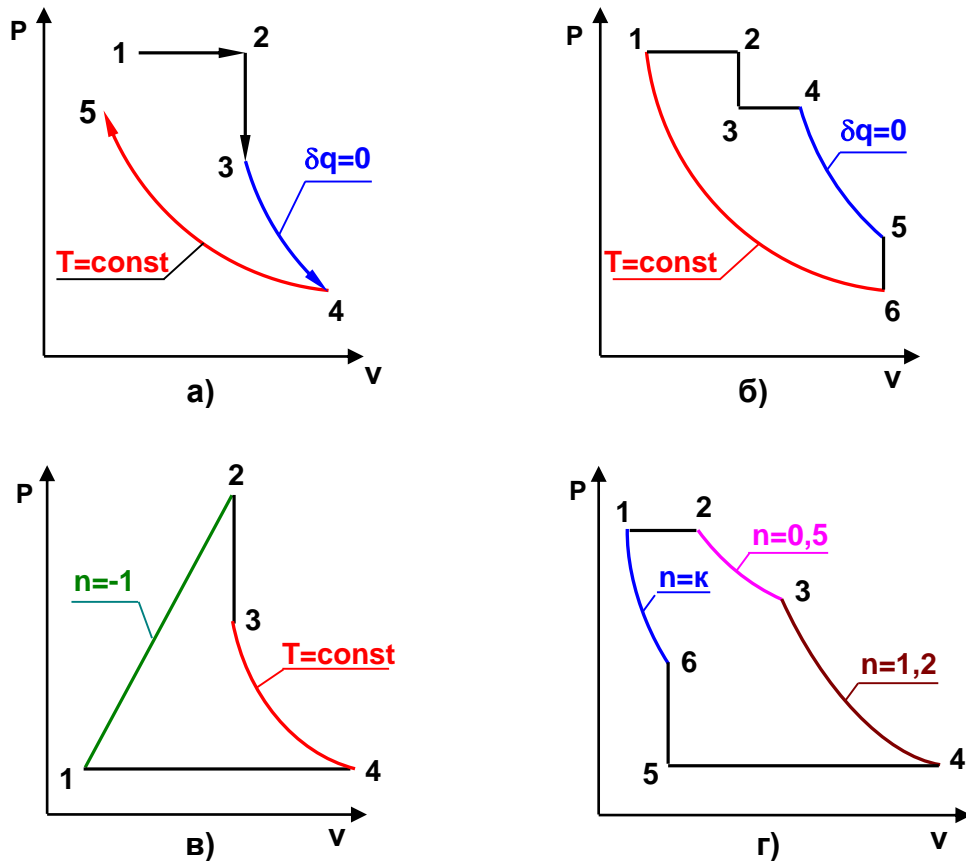 P
1
2
5
3
δq=0
T=const
4
v
а)
P
1
2
4
3
δq=0
5
T=const
6
v
б)
P
2
n=-1
3
T=const
1
4
v
в)
P
1
2
n=0,5
n=к
3
6
n=1,2
5
4
v
г)